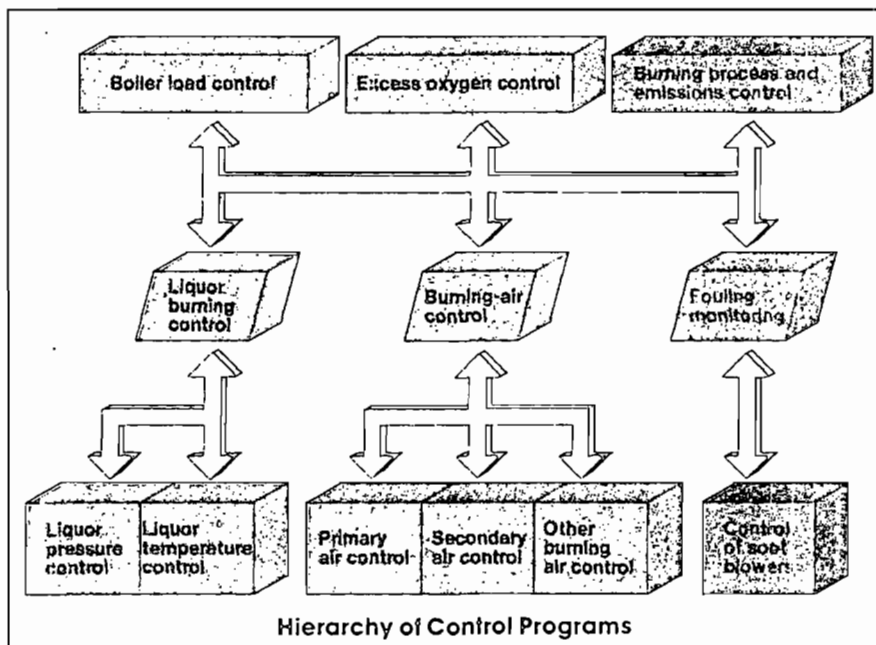 Boiler load control
Excess oxygen control
Burning process and
emissions control
Liquor
burning
control
Burning-air
control
Fouling
monitoring
Liquor
pressure
control
Liquor
temperature
control
Primary
air control
Secondary
air control
Other
burning
air control
Control
of soot
blowers
Hierarchy of Control Programs